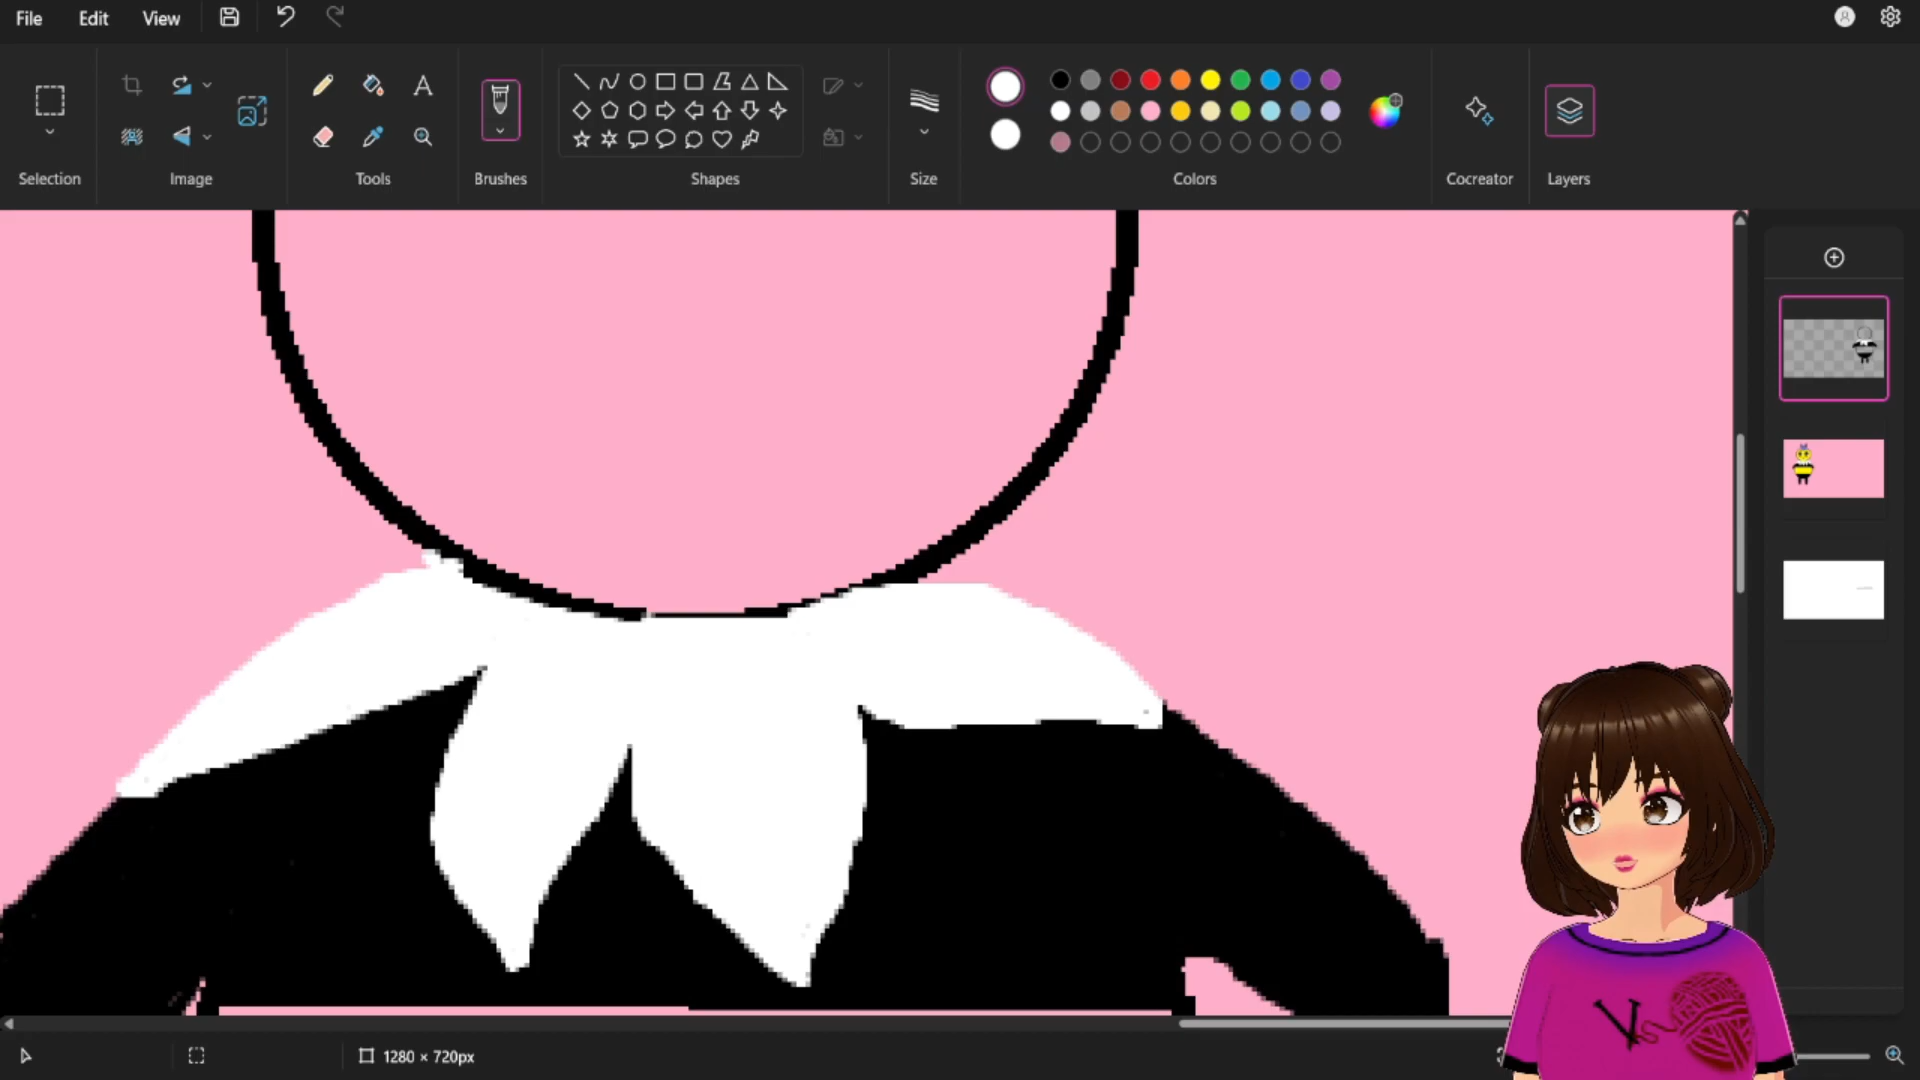 File Edit View
Selection Image Tools Brushes Shapes Size Colors Cocreator Layers
1280 × 720px